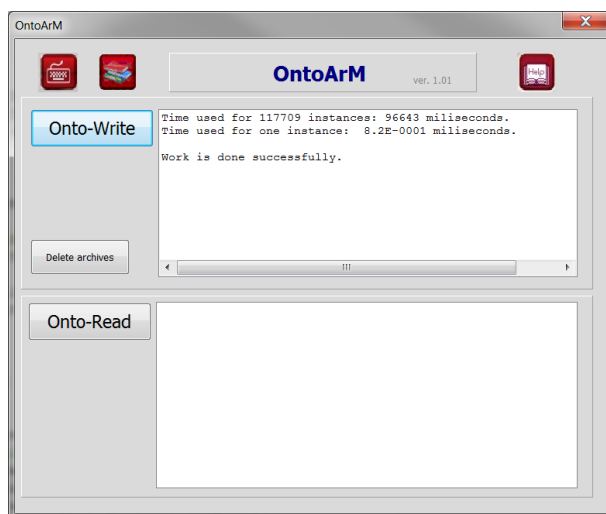 OntoArM
OntoArM
ver. 1.01
Help
Onto-Write
Time used for 117709 instances: 96643 miliseconds.
Time used for one instance:  8.2E-0001 miliseconds.
Work is done successfully.
Delete archives
Onto-Read